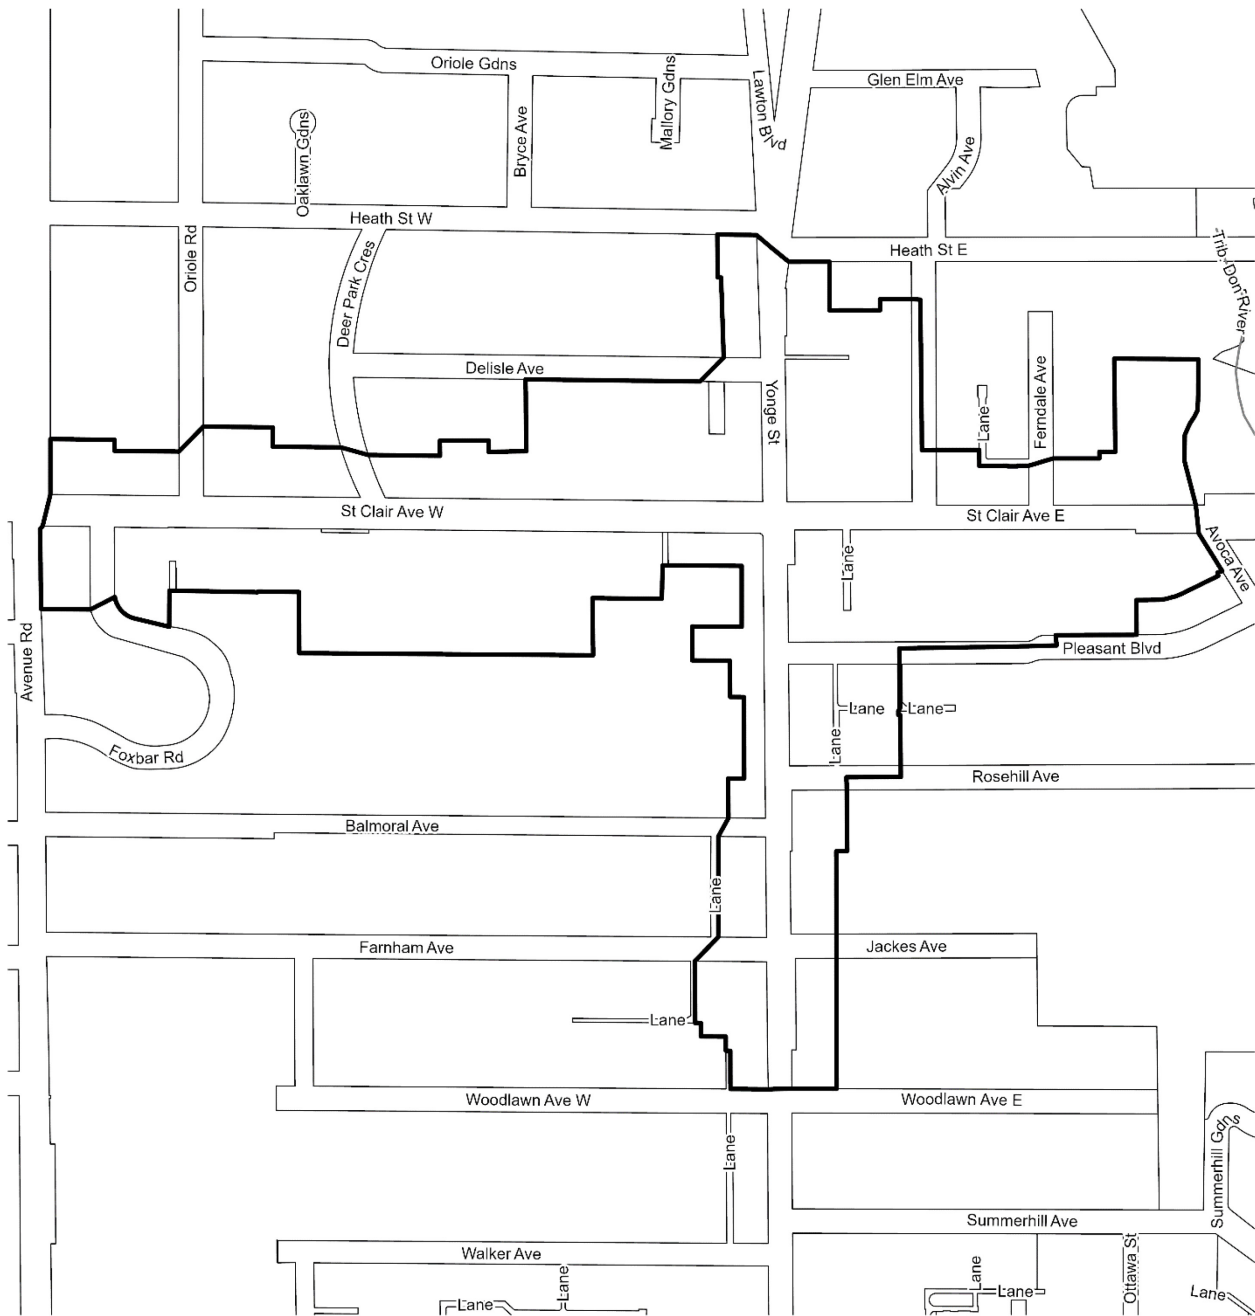 Oriole Gdns
Glen Elm Ave
Mallory Gdns
Lawton Blvd
Bryce Ave
Oaklawn Gdns
Alvin Ave
Heath St W
Heath St E
Oriole Rd
Deer Park Cres
Trib. Don River
Delisle Ave
Yonge St
Lane
Ferndale Ave
St Clair Ave W
St Clair Ave E
Lane
Avoca Ave
Avenue Rd
Pleasant Blvd
Lane
Lane
Lane
Foxbar Rd
Rosehill Ave
Balmoral Ave
Lane
Farnham Ave
Jackes Ave
Lane
Woodlawn Ave W
Woodlawn Ave E
Lane
Summerhill Gdns
Summerhill Ave
Walker Ave
Ottawa St
Lane
Lane
Lane
Lane
Lane